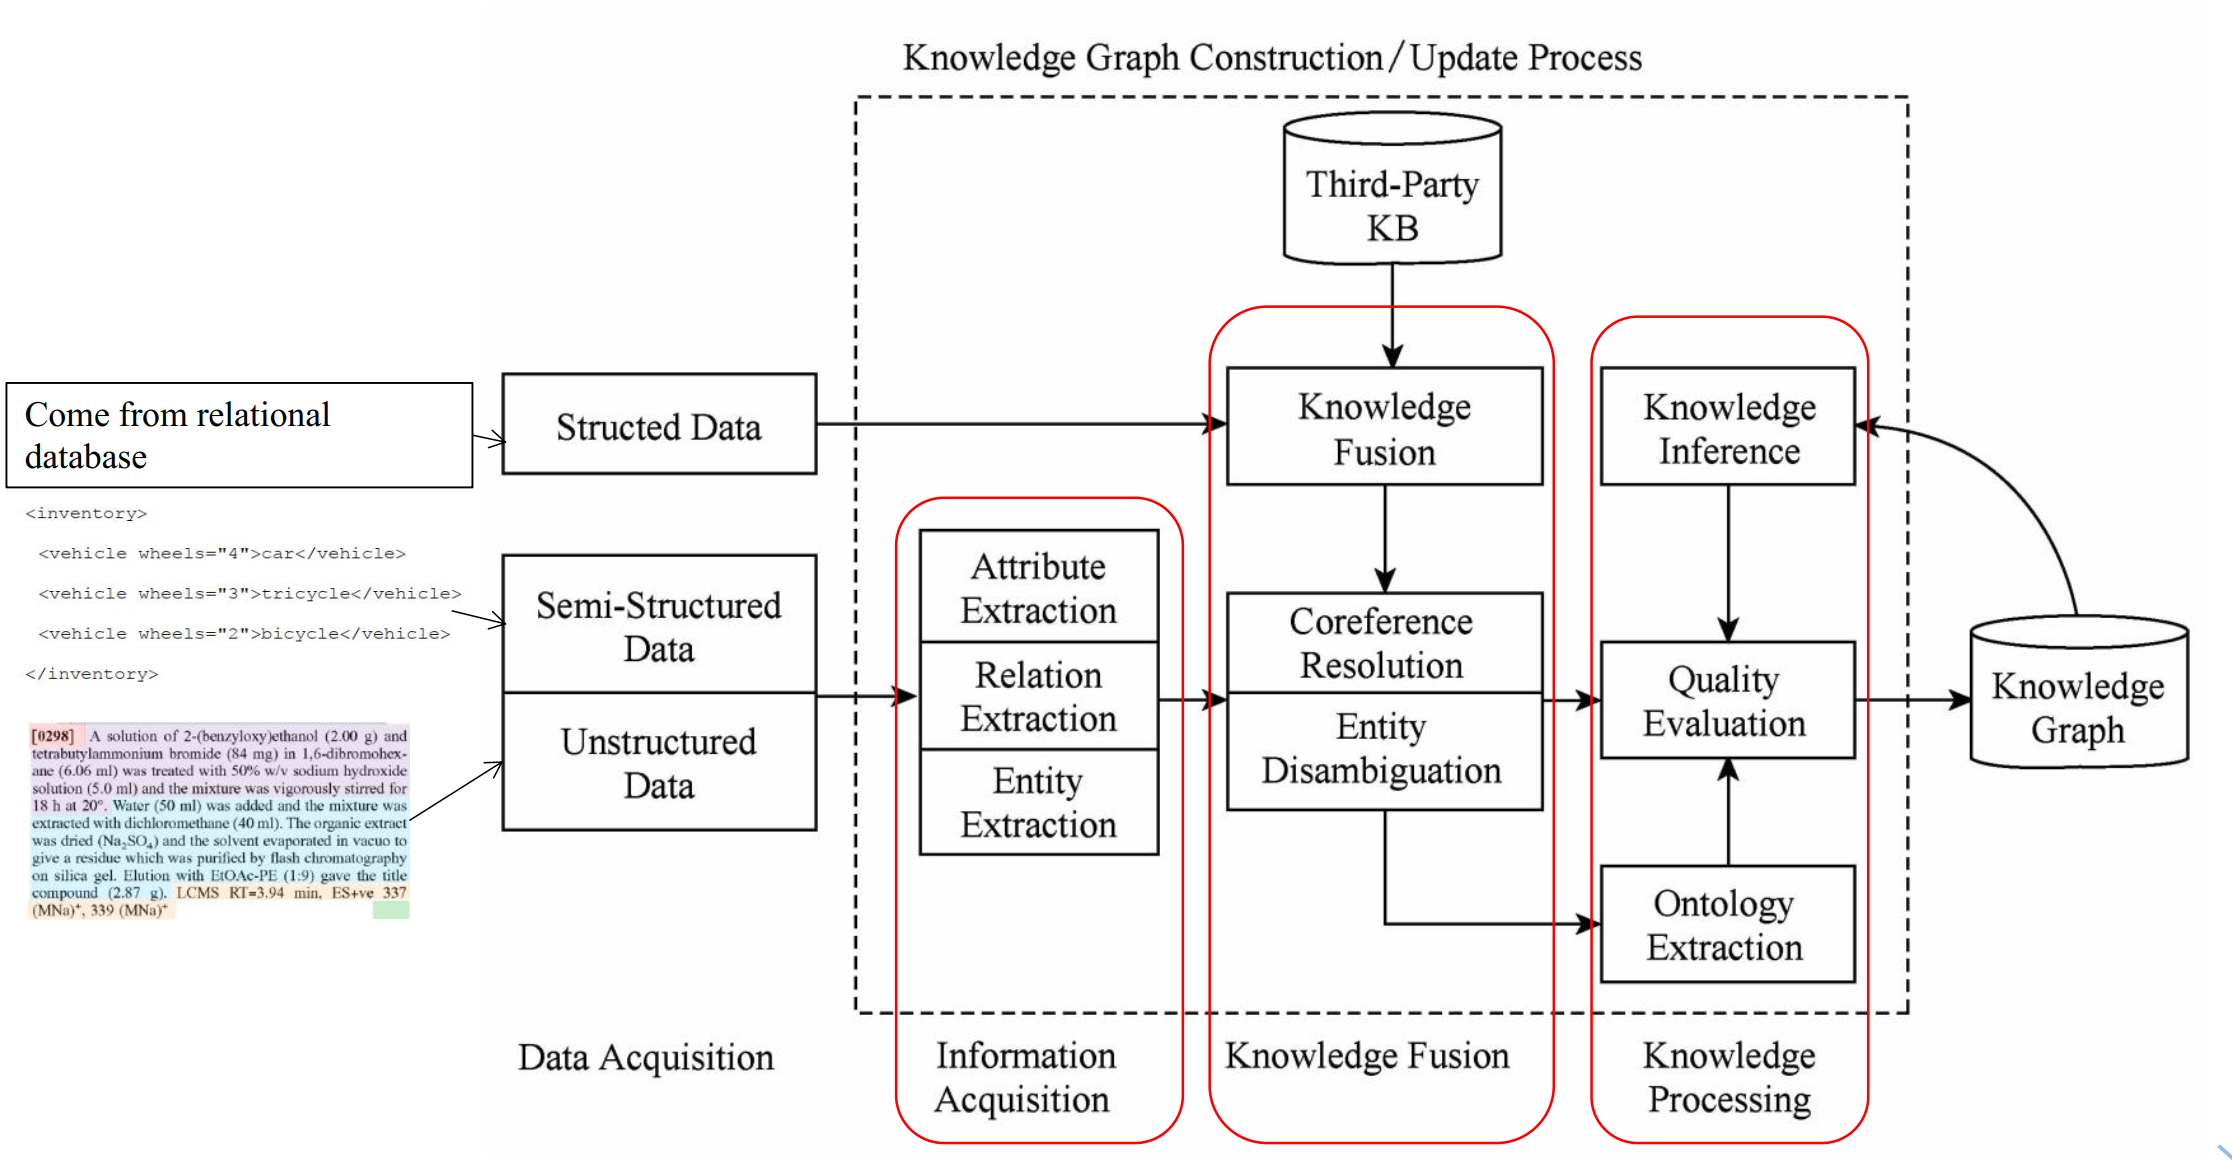 Knowledge Graph Construction/Update Process
Third-Party
KB
Come from relational
database
Structed Data
Knowledge
Fusion
Knowledge
Inference
<inventory>
<vehicle wheels="4">car</vehicle>
<vehicle wheels="3">tricycle</vehicle>
<vehicle wheels="2">bicycle</vehicle>
</inventory>
Semi-Structured
Data
Unstructured
Data
Attribute
Extraction
Relation
Extraction
Entity
Extraction
Coreference
Resolution
Entity
Disambiguation
Quality
Evaluation
Ontology
Extraction
Knowledge
Graph
[0298] A solution of 2-(benzyloxy)ethanol (2.00 g) and
tetrabutylammonium bromide (84 mg) in 1,6-dibromohex-
ane (6.06 ml) was treated with 50% w/v sodium hydroxide
solution (5.0 ml) and the mixture was vigorously stirred for
18 h at 20°. Water (50 ml) was added and the mixture was
extracted with dichloromethane (40 ml). The organic extract
was dried (Na₂SO₄) and the solvent evaporated in vacuo to
give a residue which was purified by flash chromatography
on silica gel. Elution with EtOAc-PE (1:9) gave the title
compound (2.87 g). LCMS RT=3.94 min, ES+ve 337
(MNa)⁺, 339 (MNa)⁺
Data Acquisition
Information
Acquisition
Knowledge Fusion
Knowledge
Processing